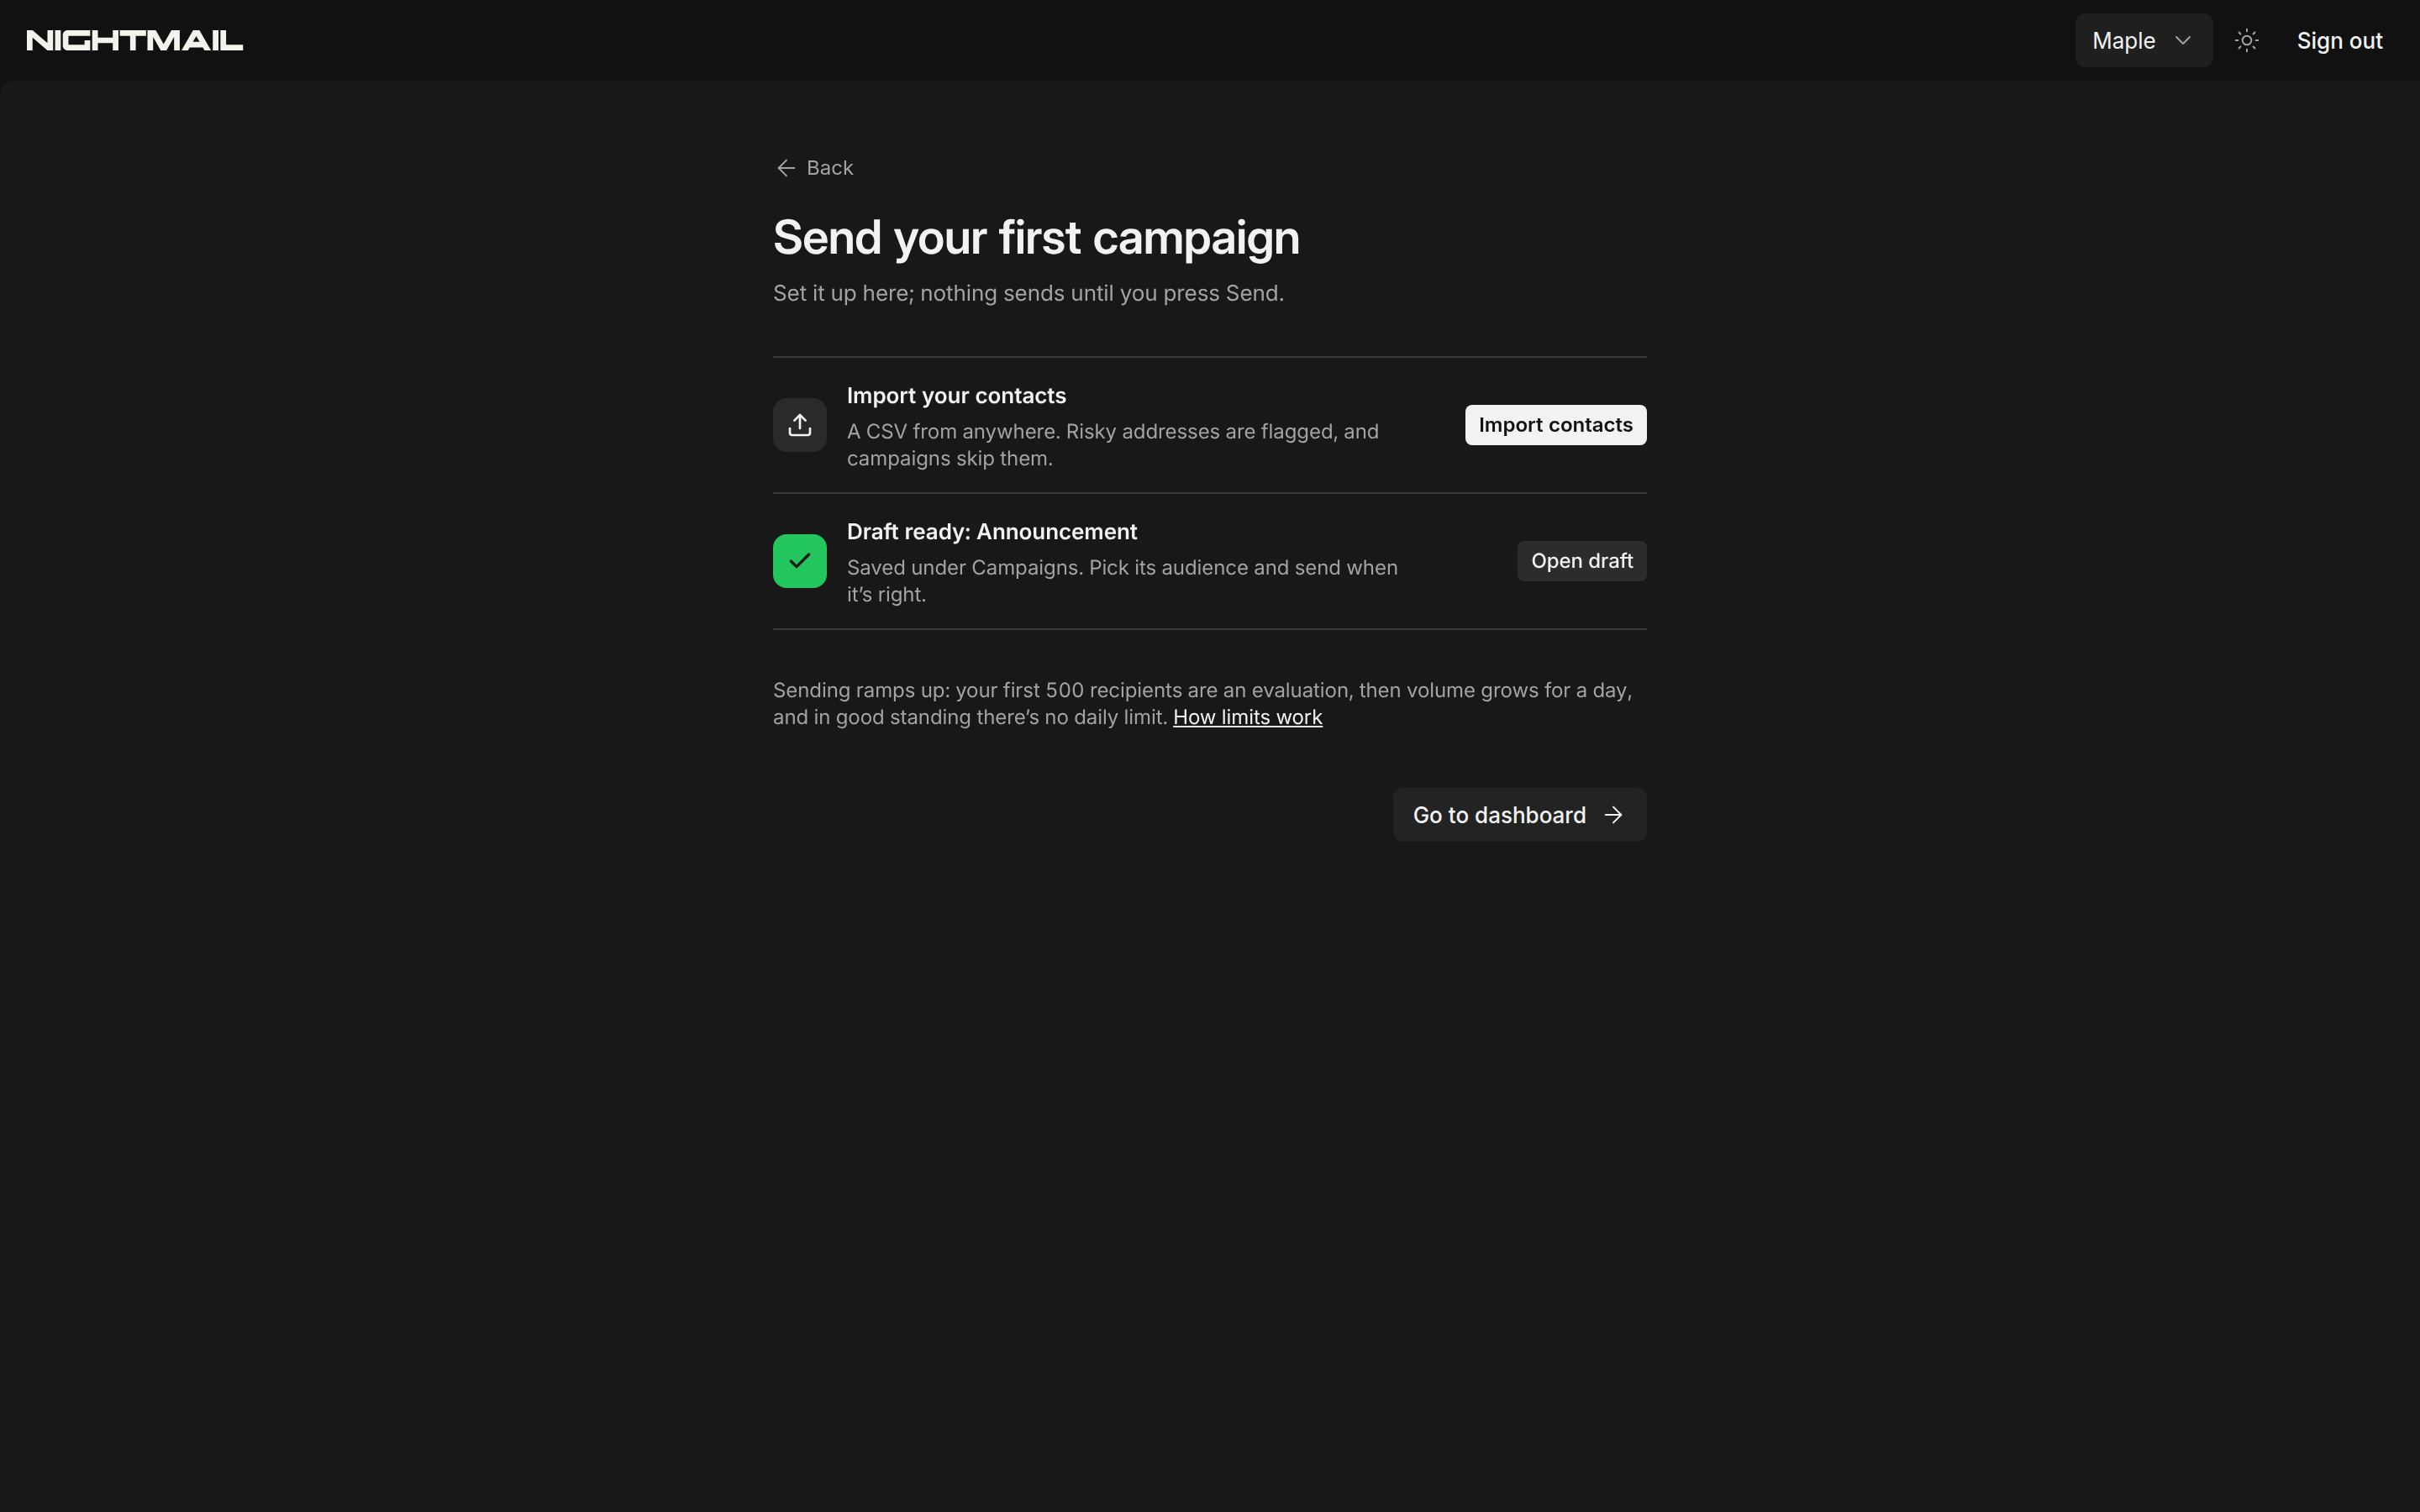 NIGHTMAIL
Maple
Sign out
Back
Send your first campaign
Set it up here; nothing sends until you press Send.
Import your contacts
A CSV from anywhere. Risky addresses are flagged, and
campaigns skip them.
Import contacts
Draft ready: Announcement
Saved under Campaigns. Pick its audience and send when
it’s right.
Open draft
Sending ramps up: your first 500 recipients are an evaluation, then volume grows for a day,
and in good standing there’s no daily limit. How limits work
Go to dashboard